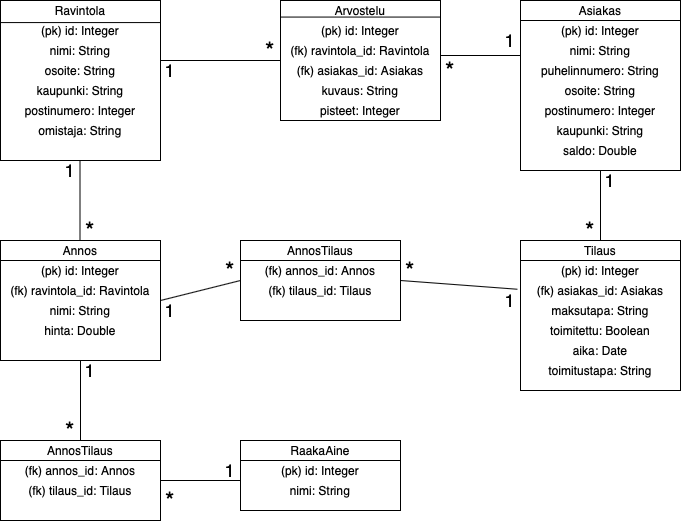 Ravintola
(pk) id: Integer
nimi: String
osoite: String
kaupunki: String
postinumero: Integer
omistaja: String
1
*
Arvostelu
(pk) id: Integer
(fk) ravintola_id: Ravintola
(fk) asiakas_id: Asiakas
kuvaus: String
pisteet: Integer
*
1
Asiakas
(pk) id: Integer
nimi: String
puhelinnumero: String
osoite: String
postinumero: Integer
kaupunki: String
saldo: Double
1
*
1
*
Annos
(pk) id: Integer
(fk) ravintola_id: Ravintola
nimi: String
hinta: Double
1
*
AnnosTilaus
(fk) annos_id: Annos
(fk) tilaus_id: Tilaus
*
1
Tilaus
(pk) id: Integer
(fk) asiakas_id: Asiakas
maksutapa: String
toimitettu: Boolean
aika: Date
toimitustapa: String
1
*
AnnosTilaus
(fk) annos_id: Annos
(fk) tilaus_id: Tilaus
*
1
RaakaAine
(pk) id: Integer
nimi: String